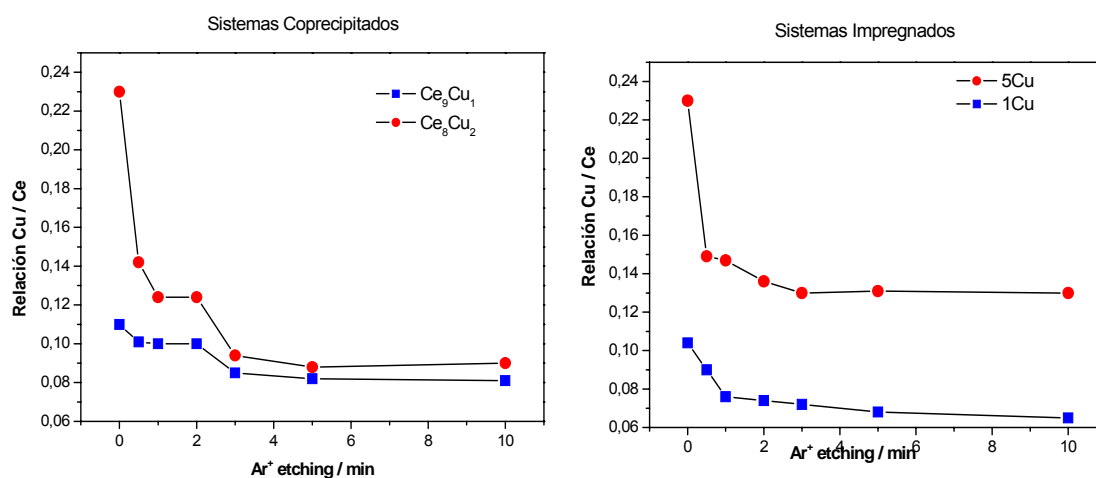 Sistemas Coprecipitados
Relación Cu / Ce
0,24
0,22
0,20
0,18
0,16
0,14
0,12
0,10
0,08
0,06
Ce9Cu1
Ce8Cu2
0 2 4 6 8 10
Ar+ etching / min
Sistemas Impregnados
Relación Cu / Ce
0,24
0,22
0,20
0,18
0,16
0,14
0,12
0,10
0,08
0,06
5Cu
1Cu
0 2 4 6 8 10
Ar+ etching / min